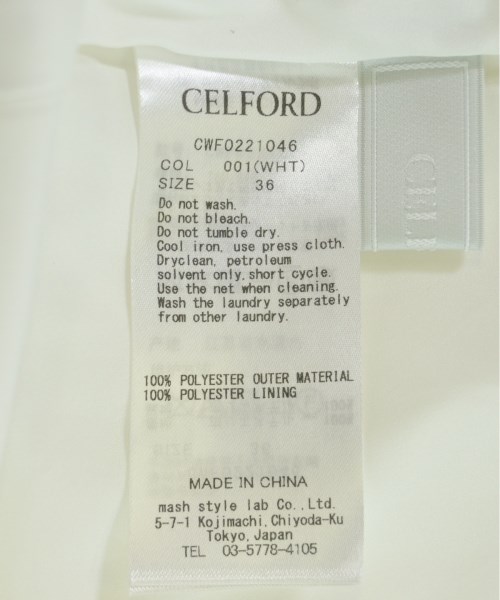 CELFORD
CWF0221046
COL 001(WHT)
SIZE 36
Do not wash.
Do not bleach.
Do not tumble dry.
Cool iron, use press cloth.
Dryclean, petroleum
solvent only,short cycle.
Use the net when cleaning.
Wash the laundry separately
from other laundry.
100% POLYESTER OUTER MATERIAL
100% POLYESTER LINING
MADE IN CHINA
mash style lab Co.,Ltd.
5-7-1 Kojimachi,Chiyoda-Ku
Tokyo,Japan
TEL 03-5778-4105
CEL